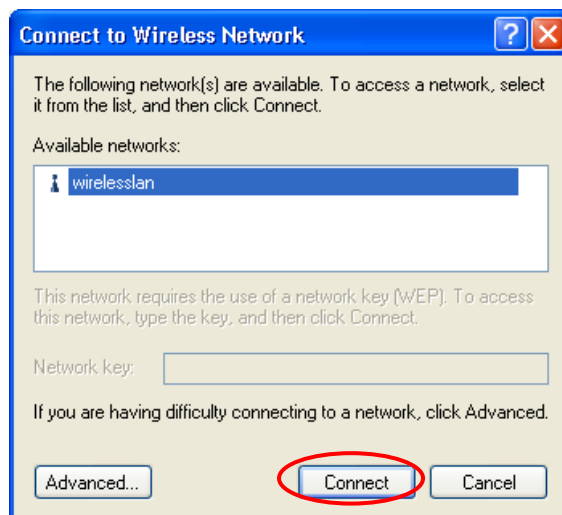 Connect to Wireless Network
?
X
The following network(s) are available. To access a network, select
it from the list, and then click Connect.
Available networks:
wirelesslan
This network requires the use of a network key (WEP). To access
this network, type the key, and then click Connect.
Network key:
If you are having difficulty connecting to a network, click Advanced.
Advanced... Connect Cancel